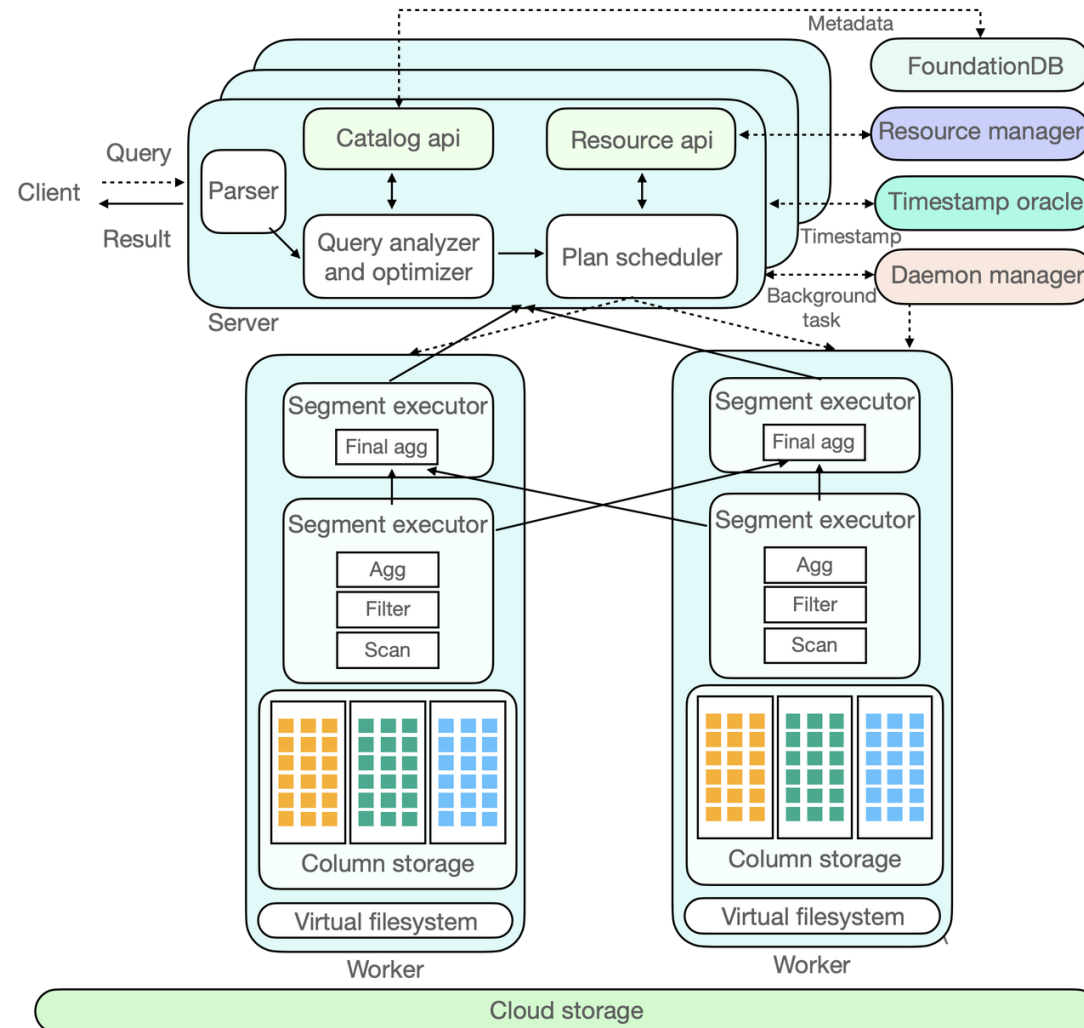 Metadata
FoundationDB
Catalog api
Resource api
Resource manager
Query
Client
Parser
Result
Timestamp oracle
Query analyzer
and optimizer
Plan scheduler
Timestamp
Daemon manager
Background
task
Server
Segment executor
Final agg
Segment executor
Agg
Filter
Scan
Column storage
Virtual filesystem
Worker
Segment executor
Final agg
Segment executor
Agg
Filter
Scan
Column storage
Virtual filesystem
Worker
Cloud storage